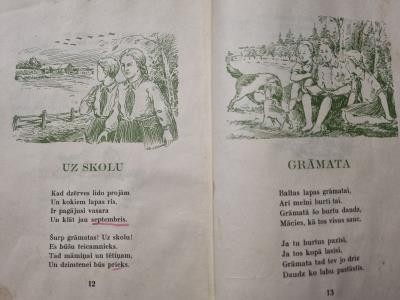 UZ SKOLU
Kad dzērves lido projām
Un kokiem lapas ris,
Ir pagājusi vasara
Un klāt jau septembris.
Šurp grāmatas! Uz skolu!
Es būšu teicamnieks.
Tad māmiņai un tētiņam,
Un dzimtenei būs prieks.
12
GRĀMATA
Baltas lapas grāmatai,
Arī melni burti tai.
Grāmatā šo burtu daudz,
Mācies, kā tos visus sauc.
Ja tu burtus pazīsi,
Ja tos kopā lasīsi,
Grāmata tad tev jo drīz
Daudz ko labu pastāstīs.
13